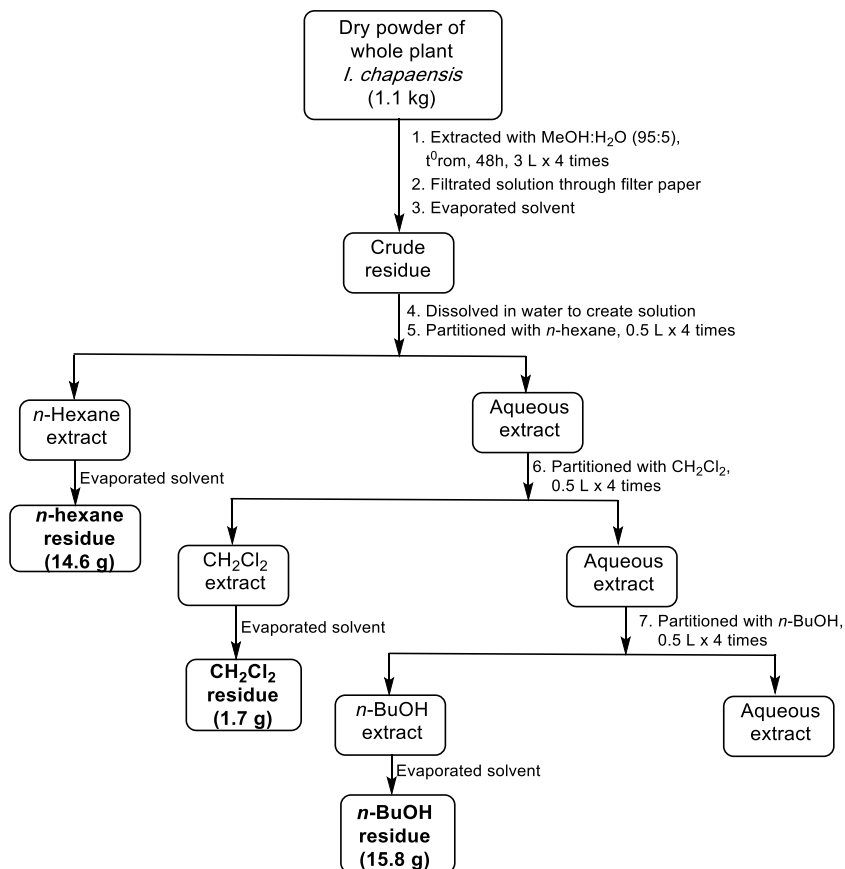 Dry powder of
whole plant
I. chapaensis
(1.1 kg)
1. Extracted with MeOH:H₂O (95:5),
t⁰rom, 48h, 3 L x 4 times
2. Filtrated solution through filter paper
3. Evaporated solvent
Crude
residue
4. Dissolved in water to create solution
5. Partitioned with n-hexane, 0.5 L x 4 times
n-Hexane
extract
Aqueous
extract
Evaporated solvent
6. Partitioned with CH₂Cl₂,
0.5 L x 4 times
n-hexane
residue
(14.6 g)
CH₂Cl₂
extract
Aqueous
extract
Evaporated solvent
7. Partitioned with n-BuOH,
0.5 L x 4 times
CH₂Cl₂
residue
(1.7 g)
n-BuOH
extract
Aqueous
extract
Evaporated solvent
n-BuOH
residue
(15.8 g)